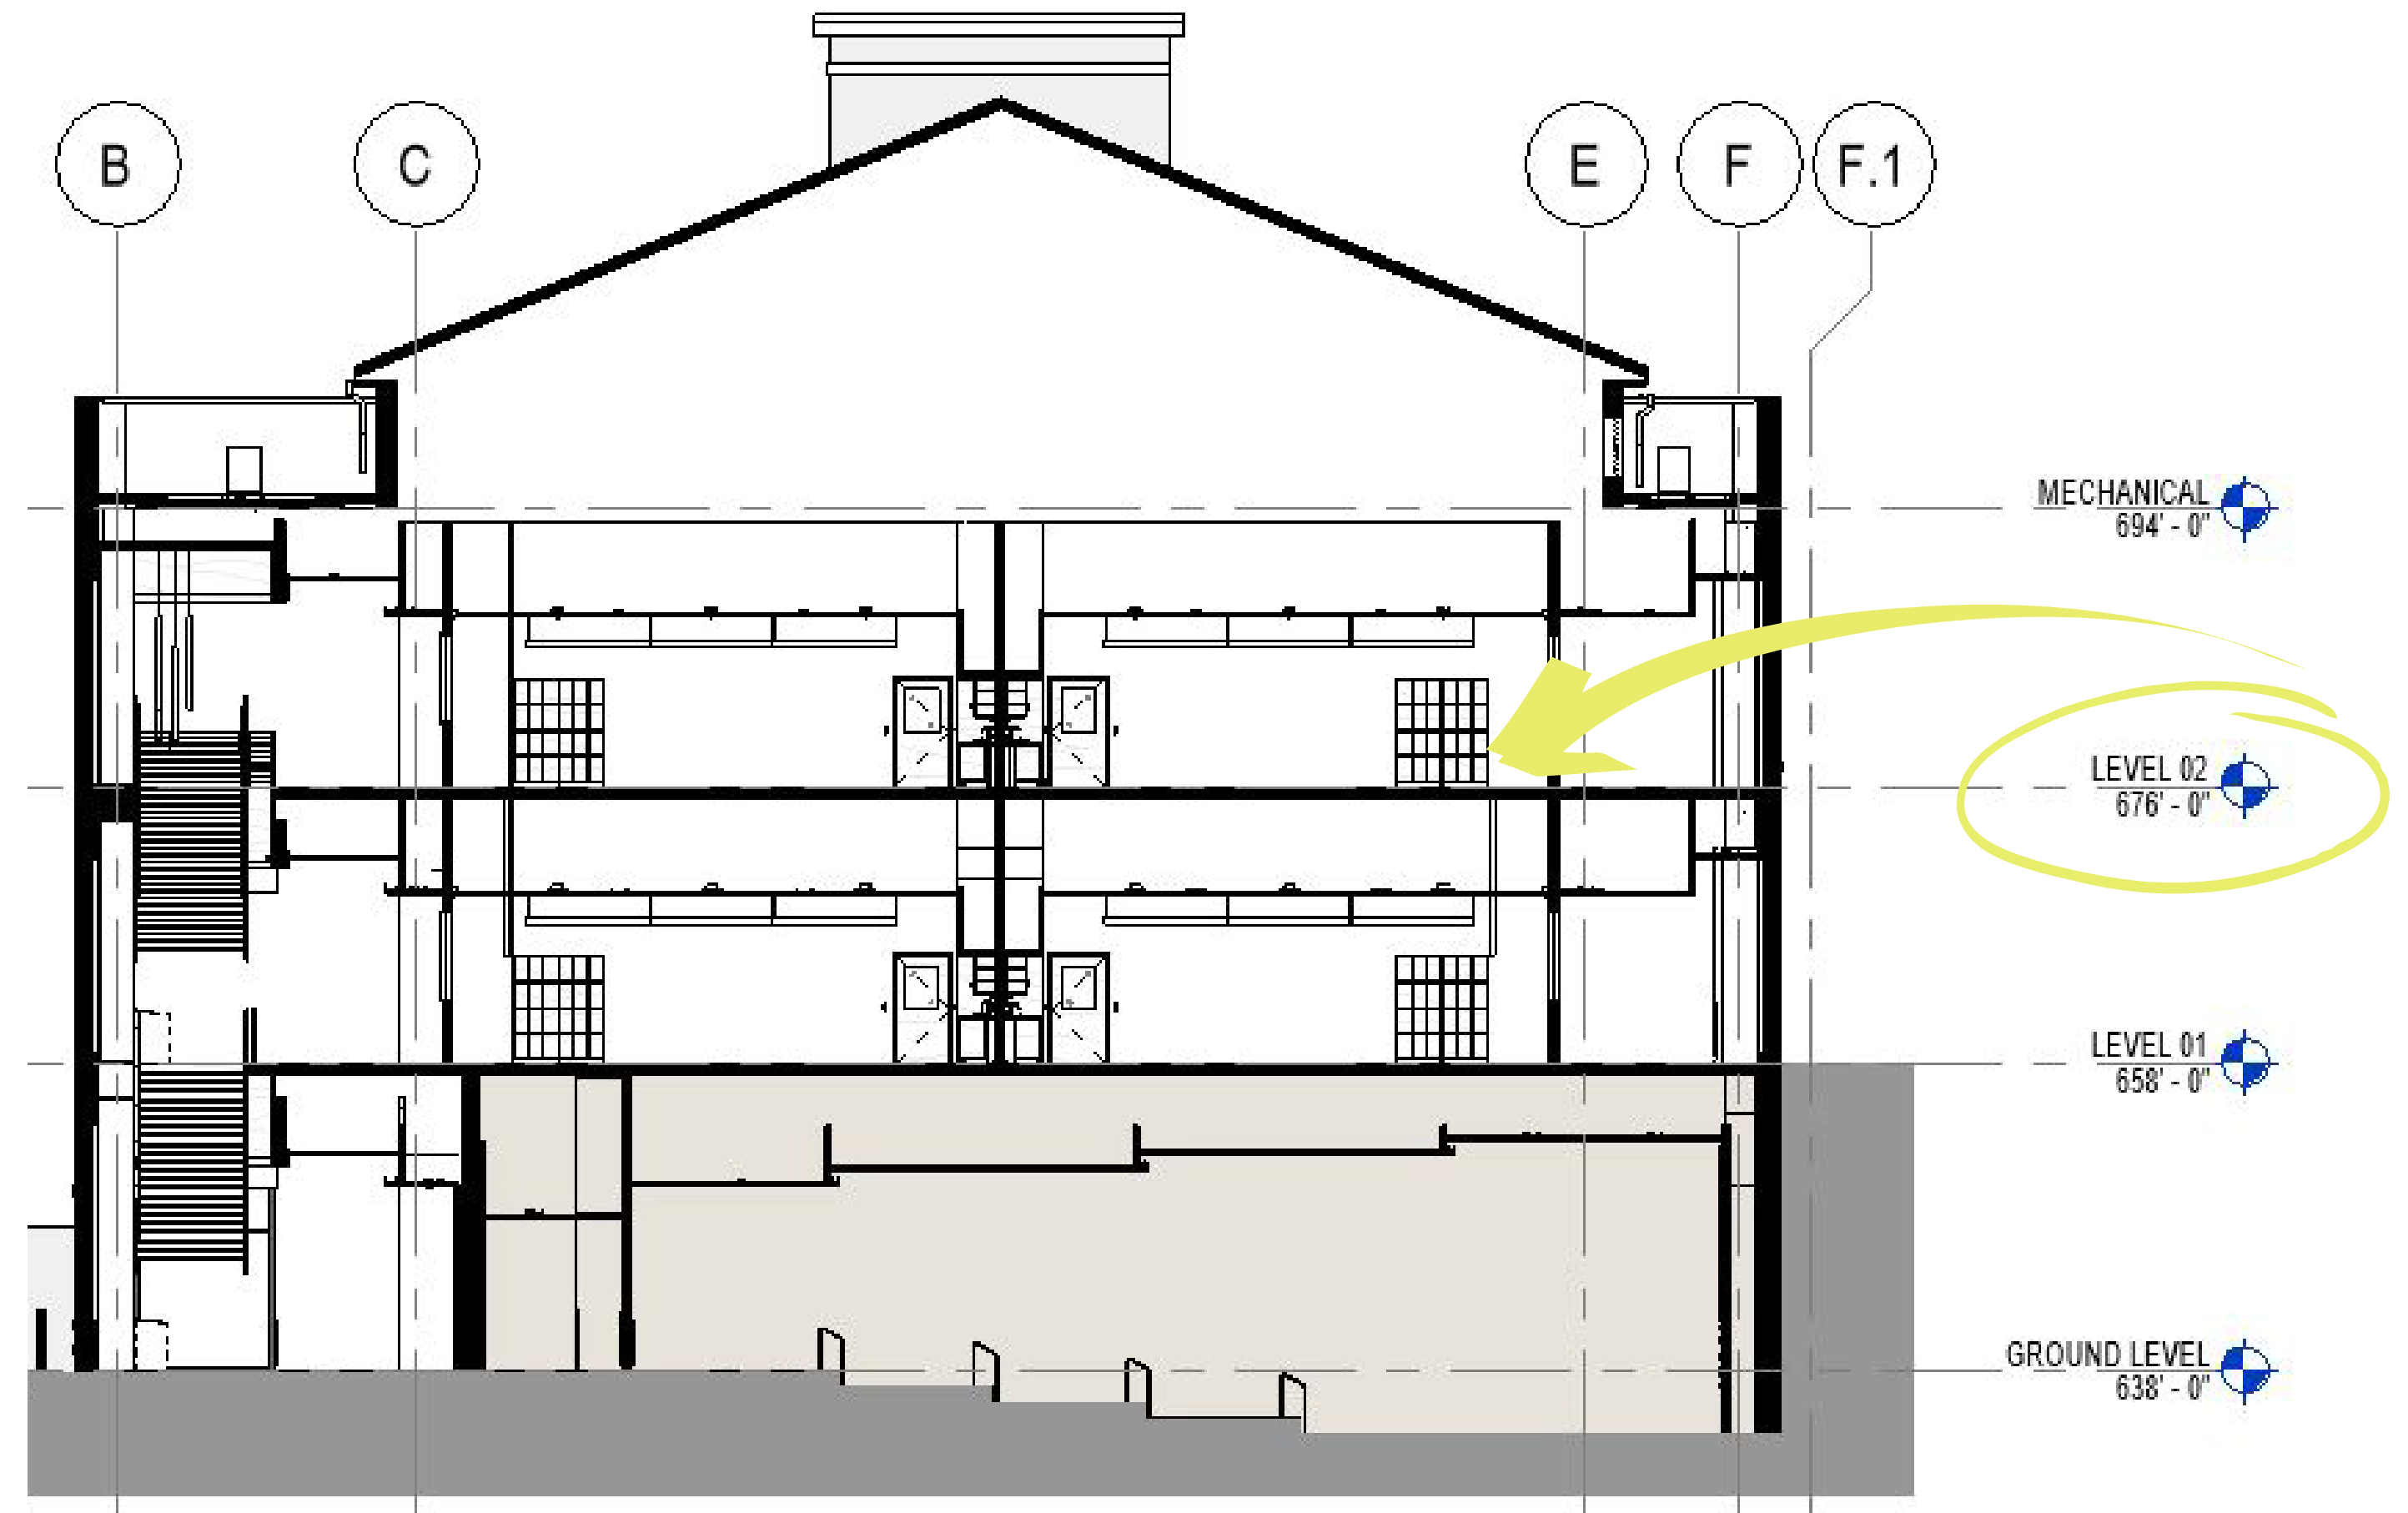 B
C
E
F
F.1
MECHANICAL
694' - 0"
LEVEL 02
676' - 0"
LEVEL 01
658' - 0"
GROUND LEVEL
638' - 0"